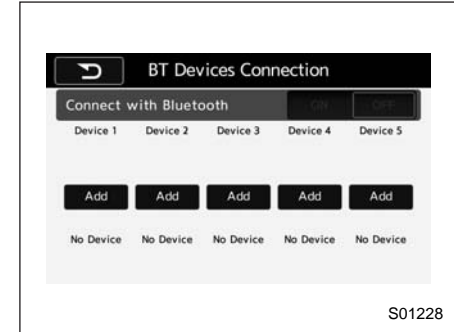 BT Devices Connection
Connect with Bluetooth ON OFF
Device 1 Device 2 Device 3 Device 4 Device 5
Add Add Add Add Add
No Device No Device No Device No Device No Device
S01228